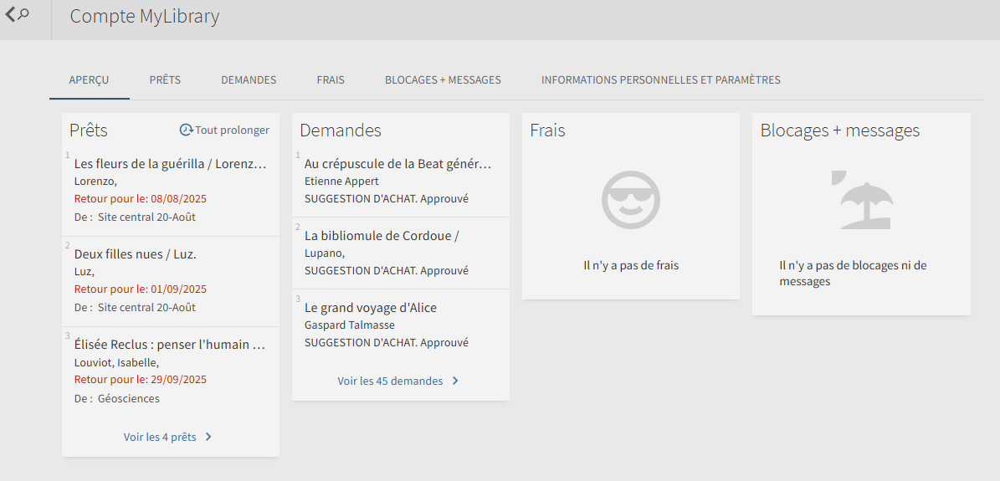 Compte MyLibrary
APERÇU
PRÊTS
DEMANDES
FRAIS
BLOCAGES + MESSAGES
INFORMATIONS PERSONNELLES ET PARAMÈTRES
Prêts
Tout prolonger
1
Les fleurs de la guérilla / Lorenz…
Lorenzo,
Retour pour le: 08/08/2025
De : Site central 20-Août
2
Deux filles nues / Luz.
Luz,
Retour pour le: 01/09/2025
De : Site central 20-Août
3
Élisée Reclus : penser l'humain …
Louviot, Isabelle,
Retour pour le: 29/09/2025
De : Géosciences
Voir les 4 prêts
Demandes
1
Au crépuscule de la Beat génér…
Etienne Appert
SUGGESTION D'ACHAT. Approuvé
2
La bibliomule de Cordoue /
Lupano,
SUGGESTION D'ACHAT. Approuvé
3
Le grand voyage d'Alice
Gaspard Talmasse
SUGGESTION D'ACHAT. Approuvé
Voir les 45 demandes
Frais
Il n'y a pas de frais
Blocages + messages
Il n'y a pas de blocages ni de
messages